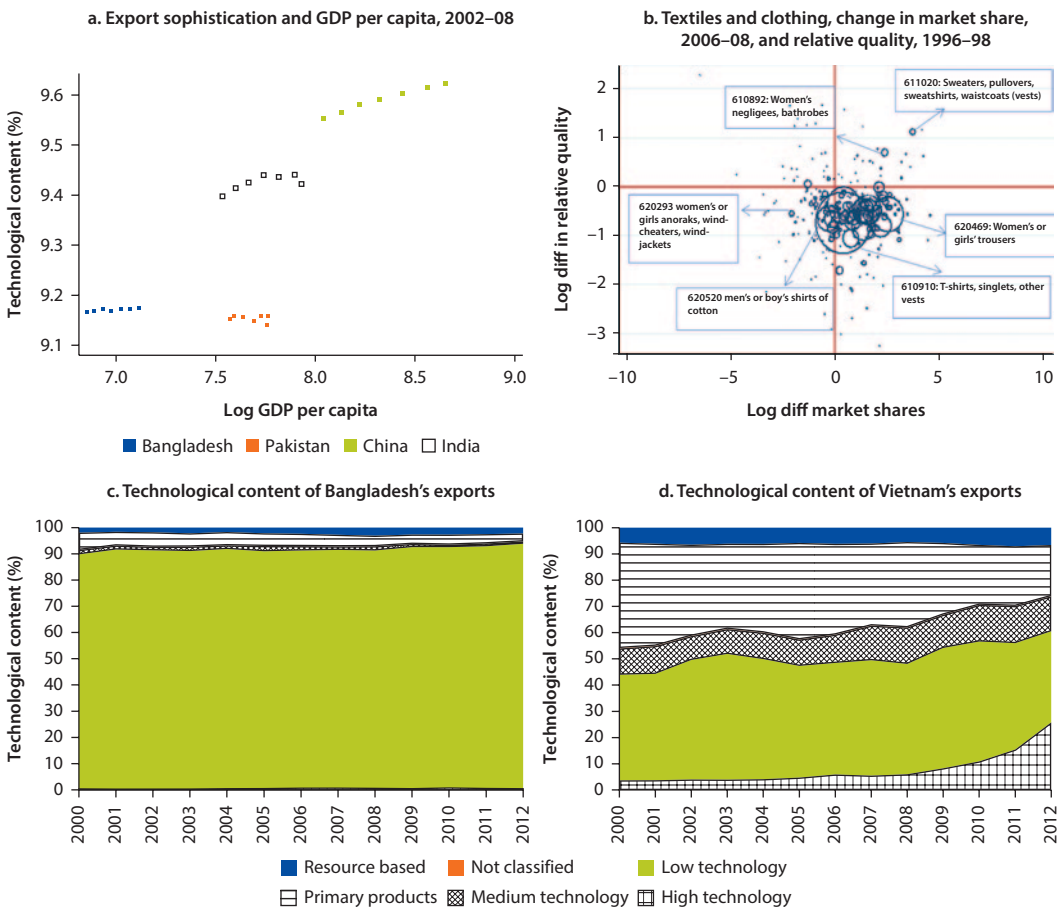 a. Export sophistication and GDP per capita, 2002–08
Technological content (%)
9.6
9.5
9.4
9.3
9.2
9.1
7.0 7.5 8.0 8.5 9.0
Log GDP per capita
Bangladesh Pakistan China India
b. Textiles and clothing, change in market share,
2006–08, and relative quality, 1996–98
Log diff in relative quality
2
1
0
–1
–2
–3
610892: Women's
negligees, bathrobes
611020: Sweaters, pullovers,
sweatshirts, waistcoats (vests)
620293 women's or
girls anoraks, wind-
cheaters, wind-
jackets
620469: Women's or
girls' trousers
620520 men's or boy's shirts of
cotton
610910: T-shirts, singlets, other
vests
–10 –5 0 5 10
Log diff market shares
c. Technological content of Bangladesh's exports
Technological content (%)
100
90
80
70
60
50
40
30
20
10
0
2000 2001 2002 2003 2004 2005 2006 2007 2008 2009 2010 2011 2012
d. Technological content of Vietnam's exports
Technological content (%)
100
90
80
70
60
50
40
30
20
10
0
2000 2001 2002 2003 2004 2005 2006 2007 2008 2009 2010 2011 2012
Resource based Not classified Low technology
Primary products Medium technology High technology